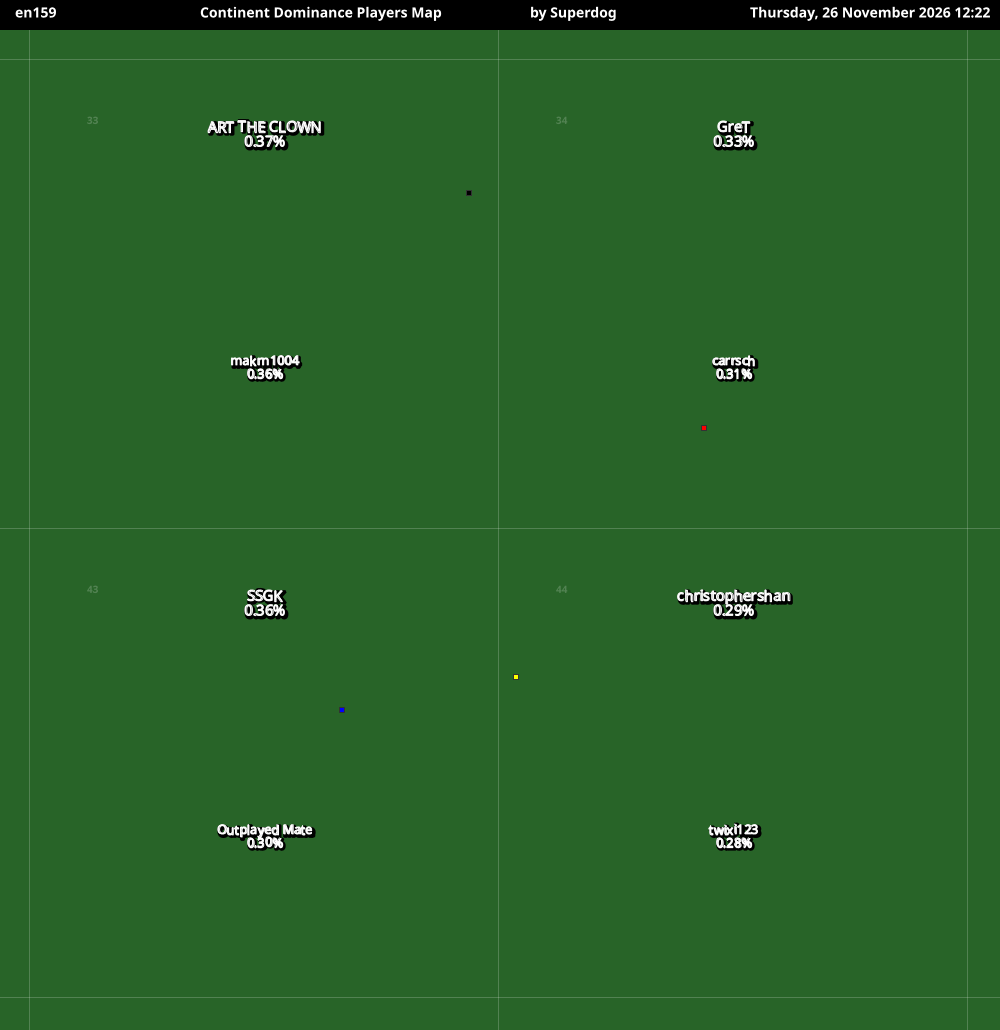 en159 Continent Dominance Players Map by Superdog Thursday, 26 November 2026 12:22
33
ART THE CLOWN
0.37%
34
GreT
0.33%
makrn1004
0.36%
carrsch
0.31%
43
SSGK
0.36%
44
christophershan
0.29%
Outplayed Mate
0.30%
twixi123
0.28%